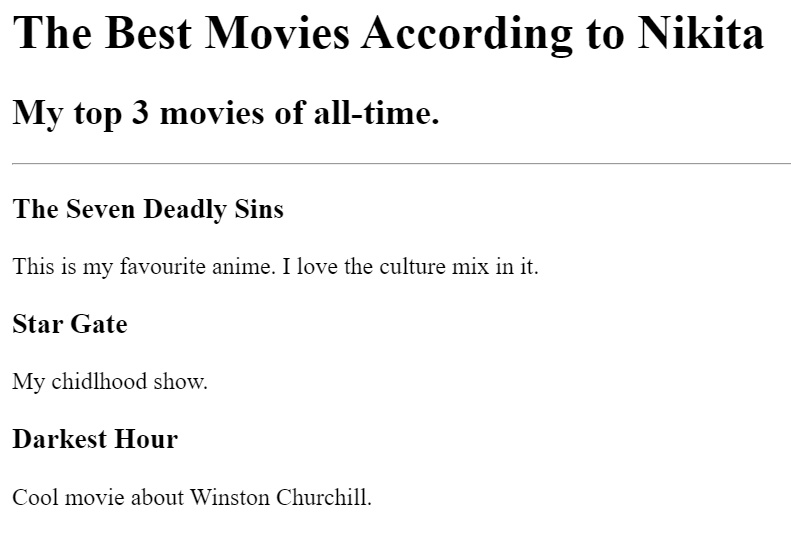 The Best Movies According to Nikita
My top 3 movies of all-time.
The Seven Deadly Sins
This is my favourite anime. I love the culture mix in it.
Star Gate
My chidlhood show.
Darkest Hour
Cool movie about Winston Churchill.